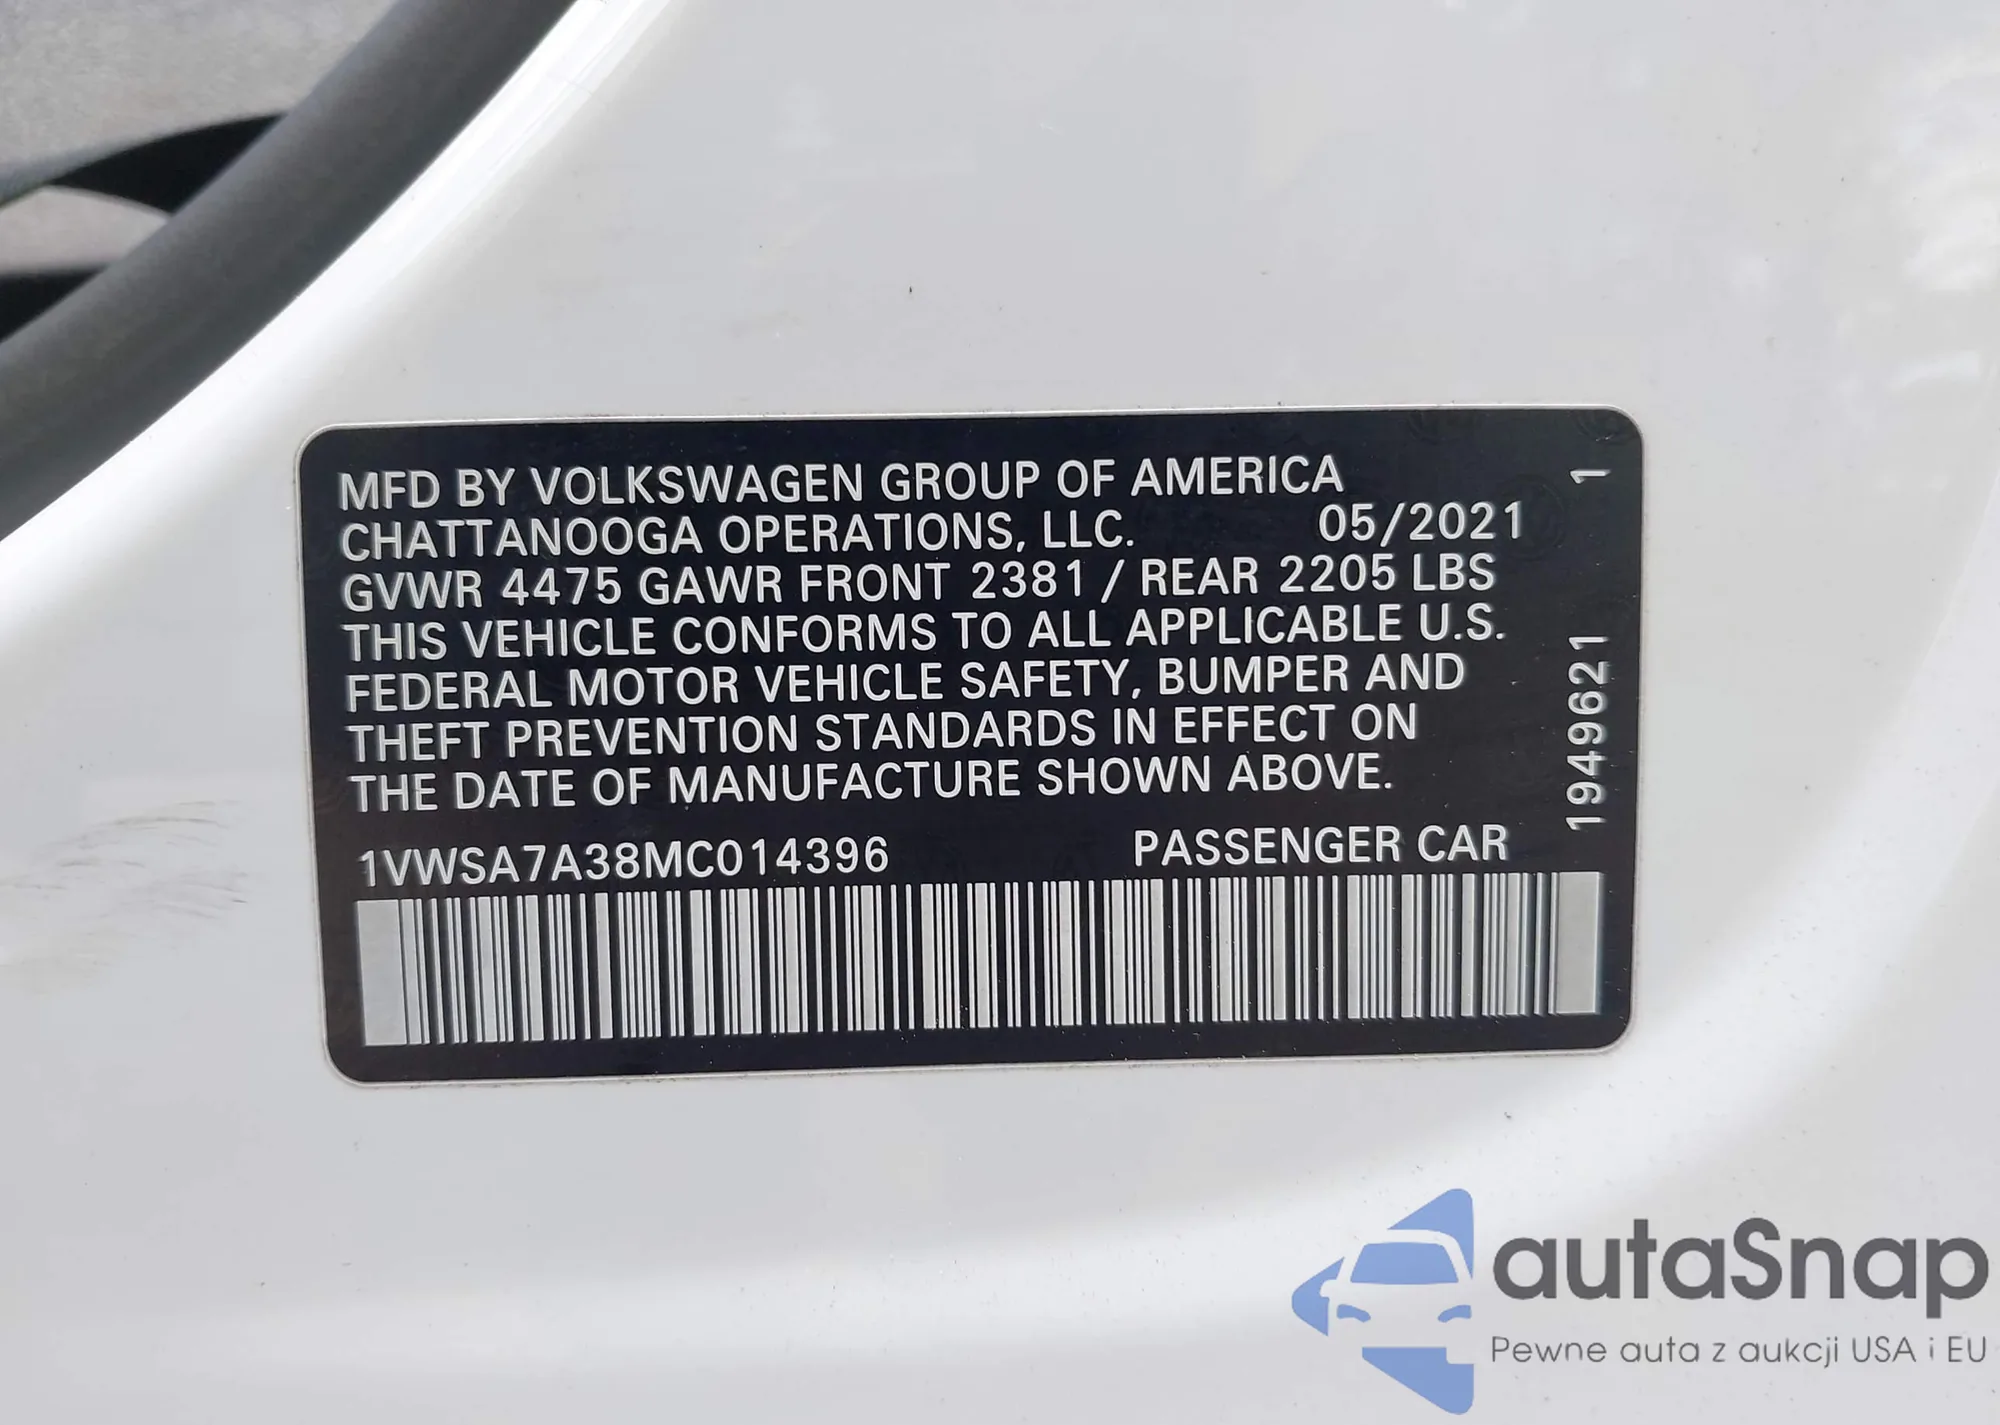 MFD BY VOLKSWAGEN GROUP OF AMERICA
CHATTANOOGA OPERATIONS, LLC. 05/2021
GVWR 4475 GAWR FRONT 2381 / REAR 2205 LBS
THIS VEHICLE CONFORMS TO ALL APPLICABLE U.S.
FEDERAL MOTOR VEHICLE SAFETY, BUMPER AND
THEFT PREVENTION STANDARDS IN EFFECT ON
THE DATE OF MANUFACTURE SHOWN ABOVE.
1VWSA7A38MC014396 PASSENGER CAR
1949621 1
autaSnap
Pewne auta z aukcji USA i EU